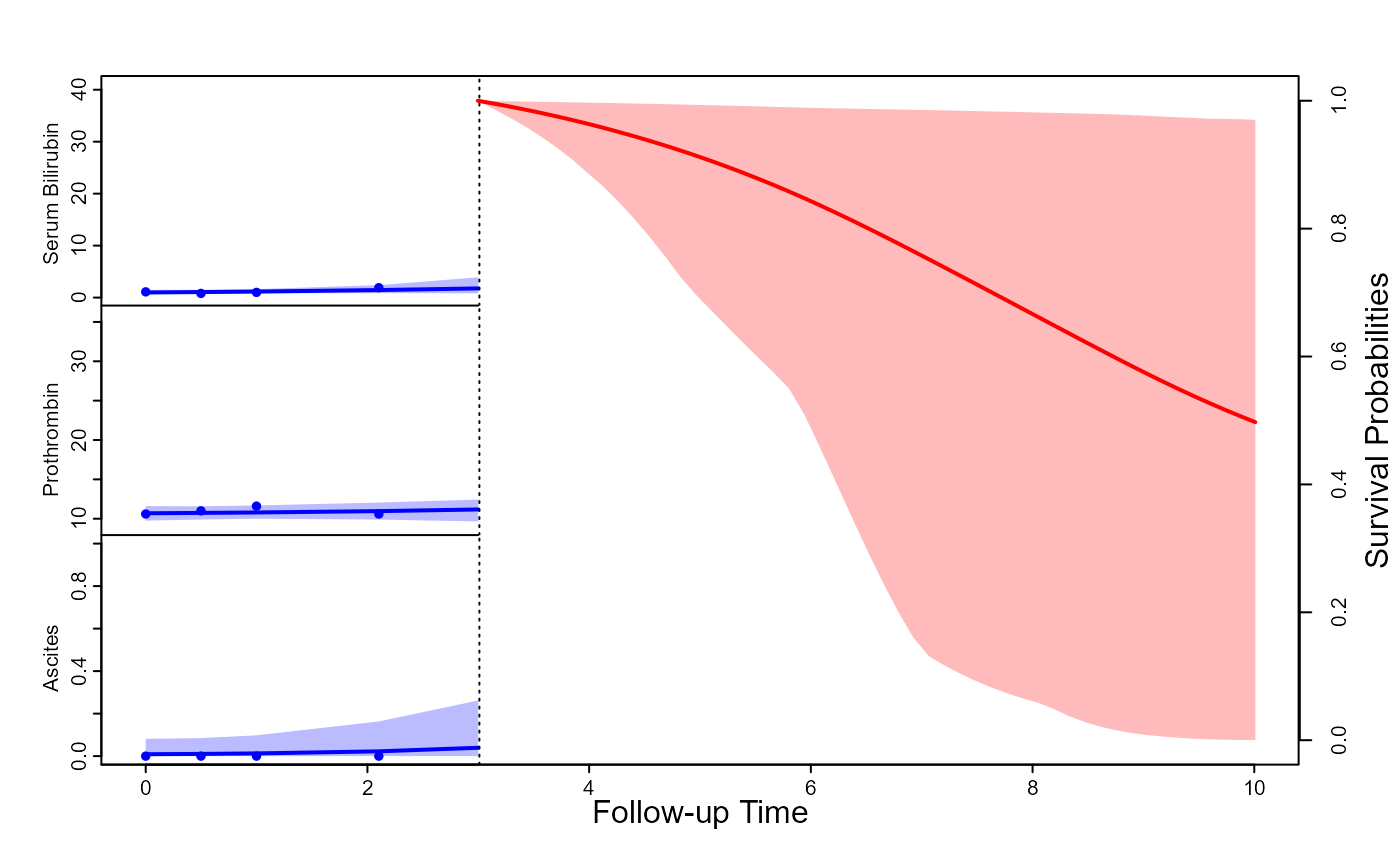 Serum Bilirubin
0 10 20 30 40
Prothrombin
10 20 30
Ascites
0.0 0.4 0.8
0 2 4 6 8 10
Follow-up Time
0.0 0.2 0.4 0.6 0.8 1.0
Survival Probabilities